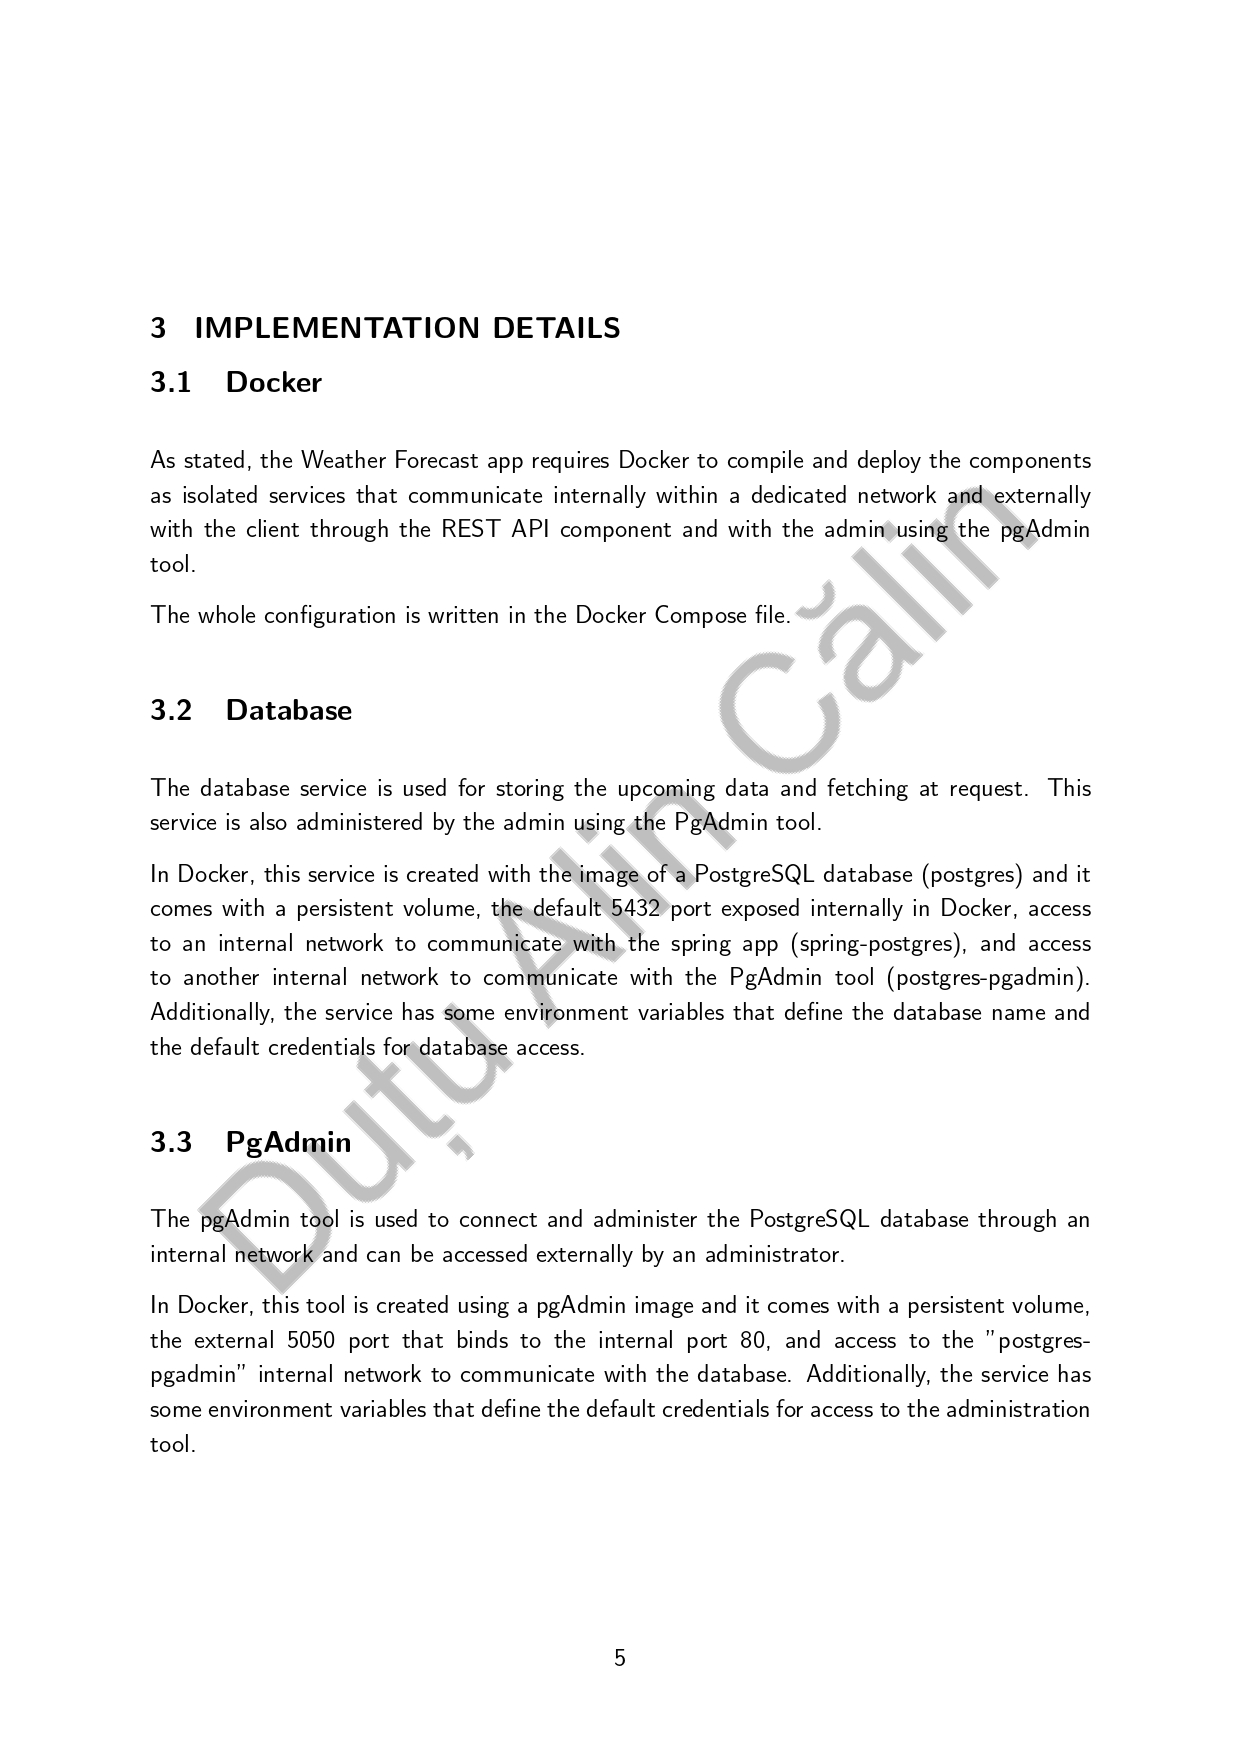 3 IMPLEMENTATION DETAILS
3.1 Docker
As stated, the Weather Forecast app requires Docker to compile and deploy the components
as isolated services that communicate internally within a dedicated network and externally
with the client through the REST API component and with the admin using the pgAdmin
tool.
The whole configuration is written in the Docker Compose file.
3.2 Database
The database service is used for storing the upcoming data and fetching at request. This
service is also administered by the admin using the PgAdmin tool.
In Docker, this service is created with the image of a PostgreSQL database (postgres) and it
comes with a persistent volume, the default 5432 port exposed internally in Docker, access
to an internal network to communicate with the spring app (spring-postgres), and access
to another internal network to communicate with the PgAdmin tool (postgres-pgadmin).
Additionally, the service has some environment variables that define the database name and
the default credentials for database access.
3.3 PgAdmin
The pgAdmin tool is used to connect and administer the PostgreSQL database through an
internal network and can be accessed externally by an administrator.
In Docker, this tool is created using a pgAdmin image and it comes with a persistent volume,
the external 5050 port that binds to the internal port 80, and access to the ”postgres-
pgadmin” internal network to communicate with the database. Additionally, the service has
some environment variables that define the default credentials for access to the administration
tool.
5
Duțu Alin Călin